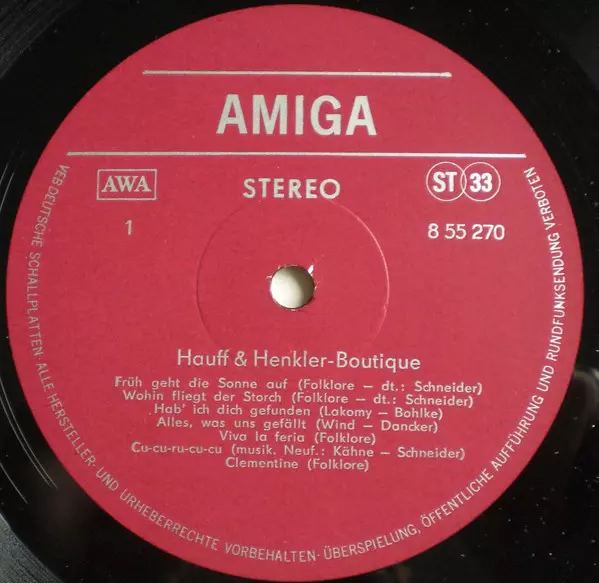 AMIGA
AWA
STEREO
ST 33
1
8 55 270
Hauff & Henkler-Boutique
Früh geht die Sonne auf (Folklore – dt.: Schneider)
Wohin fliegt der Storch (Folklore – dt.: Schneider)
Hab' ich dich gefunden (Lakomy – Bohlke)
Alles, was uns gefällt (Wind – Dancker)
Viva la feria (Folklore)
Cu-cu-ru-cu-cu (musik. Neuf.: Kähne – Schneider)
Clementine (Folklore)
VEB DEUTSCHE SCHALLPLATTEN · ALLE HERSTELLER- UND URHEBERRECHTE VORBEHALTEN · ÜBERSPIELUNG, ÖFFENTLICHE AUFFÜHRUNG UND RUNDFUNKSENDUNG VERBOTEN